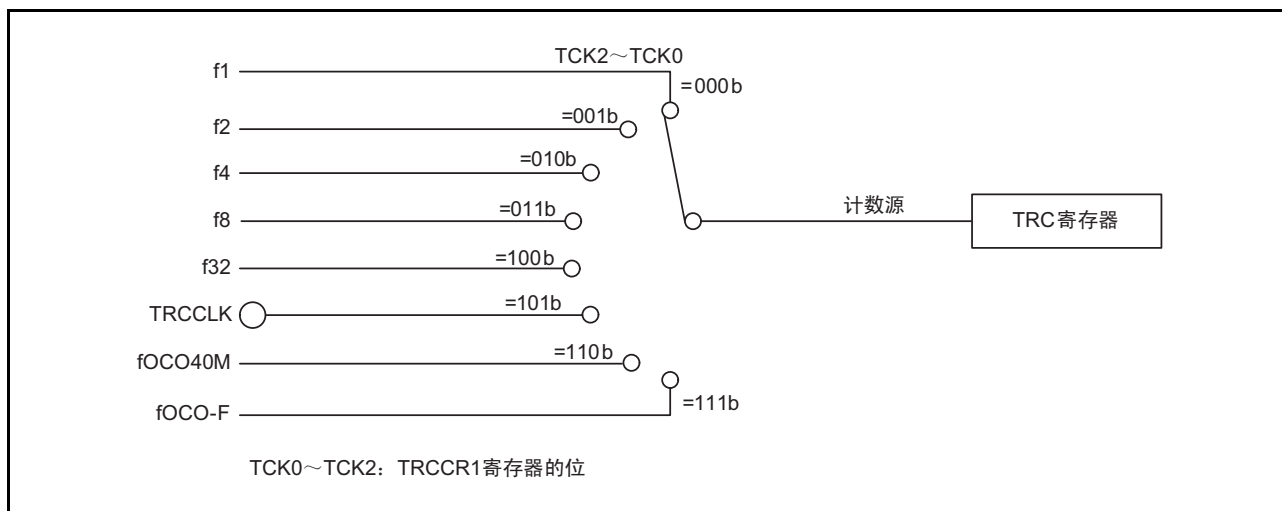 TCK2～TCK0
f1
=000b
f2
=001b
f4
=010b
f8
=011b
计数源
TRC寄存器
f32
=100b
TRCCLK
=101b
fOCO40M
=110b
fOCO-F
=111b
TCK0～TCK2：TRCCR1寄存器的位